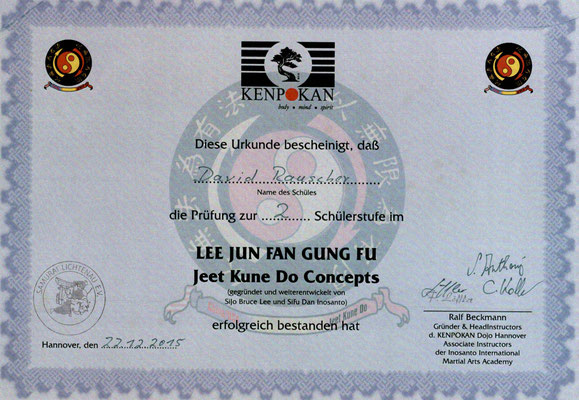 KENPOKAN
body • mind • spirit
Diese Urkunde bescheinigt, daß
David Rauscher
Name des Schüles
die Prüfung zur ...2... Schülerstufe im
LEE JUN FAN GUNG FU
Jeet Kune Do Concepts
(gegründet und weiterentwickelt von
Sijo Bruce Lee und Sifu Dan Inosanto)
erfolgreich bestanden hat
Hannover, den 22.12.2015
SAMURAI LICHTENAU E.V.
Jeet Kune Do
S. Anthony
Ralf Beckmann
Gründer & HeadInstructors
d. KENPOKAN Dojo Hannover
Associate Instructors
der Inosanto International
Martial Arts Academy